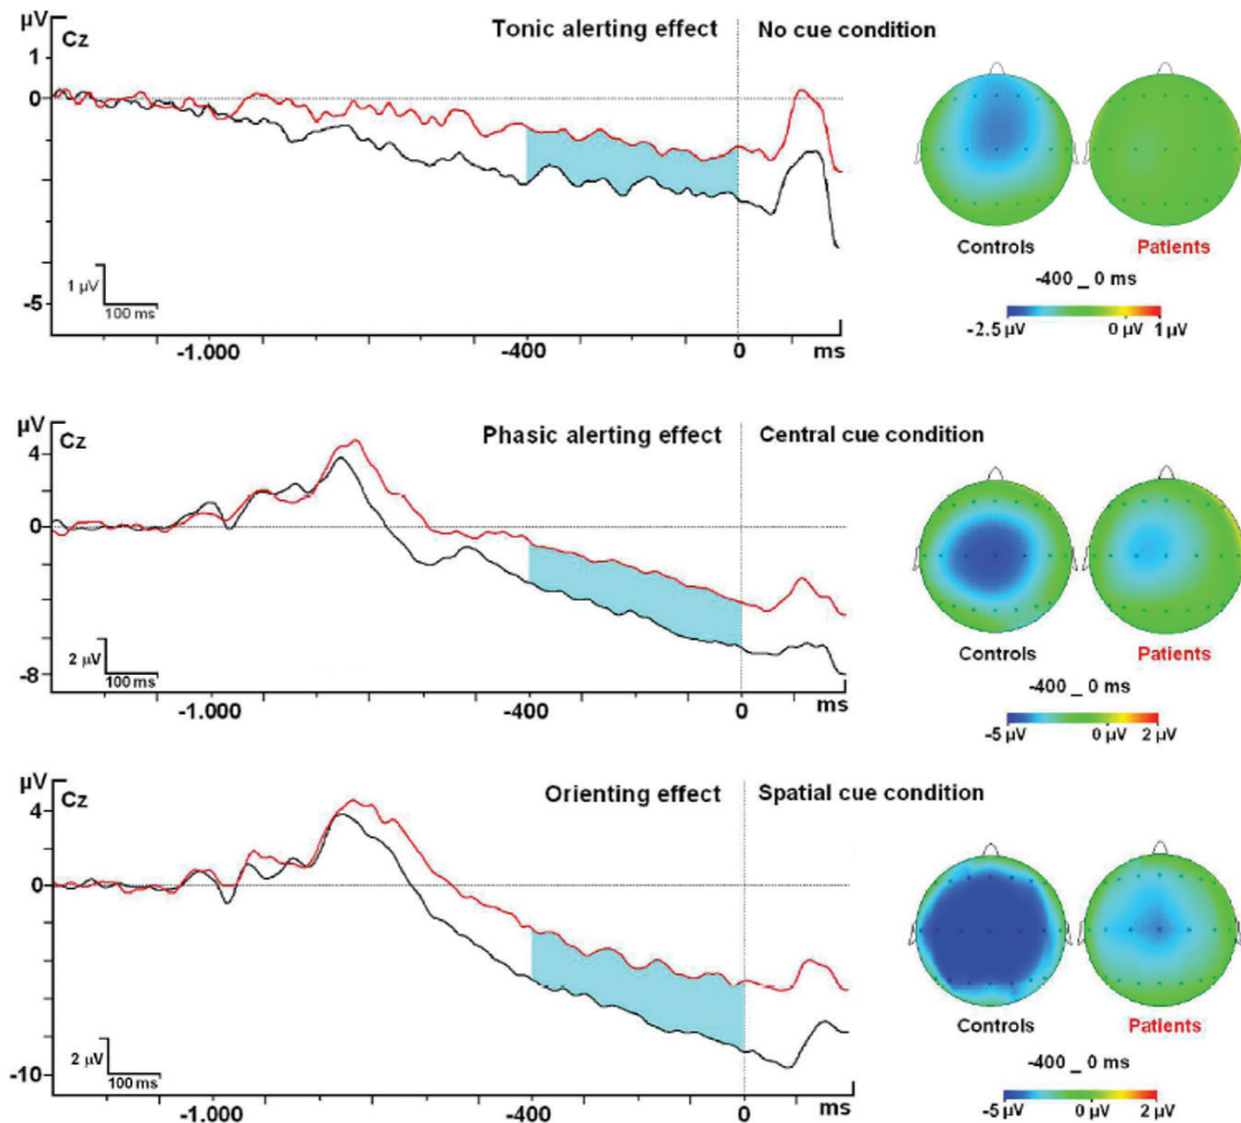 µV
Cz
Tonic alerting effect
No cue condition
1
0
-5
1 µV
100 ms
-1.000
-400
0
ms
Controls
Patients
-400 _ 0 ms
-2.5µV
0 µV
1 µV
µV
Cz
Phasic alerting effect
Central cue condition
4
0
-8
2 µV
100 ms
-1.000
-400
0
ms
Controls
Patients
-400 _ 0 ms
-5 µV
0 µV
2 µV
µV
Cz
Orienting effect
Spatial cue condition
4
0
-10
2 µV
100 ms
-1.000
-400
0
ms
Controls
Patients
-400 _ 0 ms
-5 µV
0 µV
2 µV